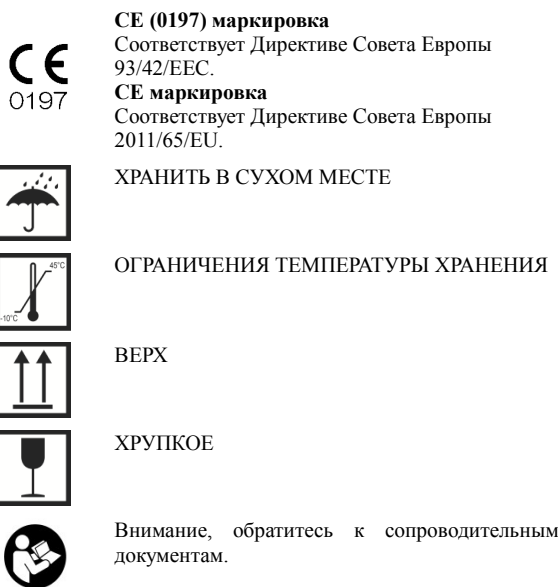 CE (0197) маркировка
Соответствует Директиве Совета Европы
93/42/EEC.
CE маркировка
Соответствует Директиве Совета Европы
2011/65/EU.
CE
0197
ХРАНИТЬ В СУХОМ МЕСТЕ
45°C
-10°C
ОГРАНИЧЕНИЯ ТЕМПЕРАТУРЫ ХРАНЕНИЯ
ВЕРХ
ХРУПКОЕ
Внимание, обратитесь к сопроводительным
документам.